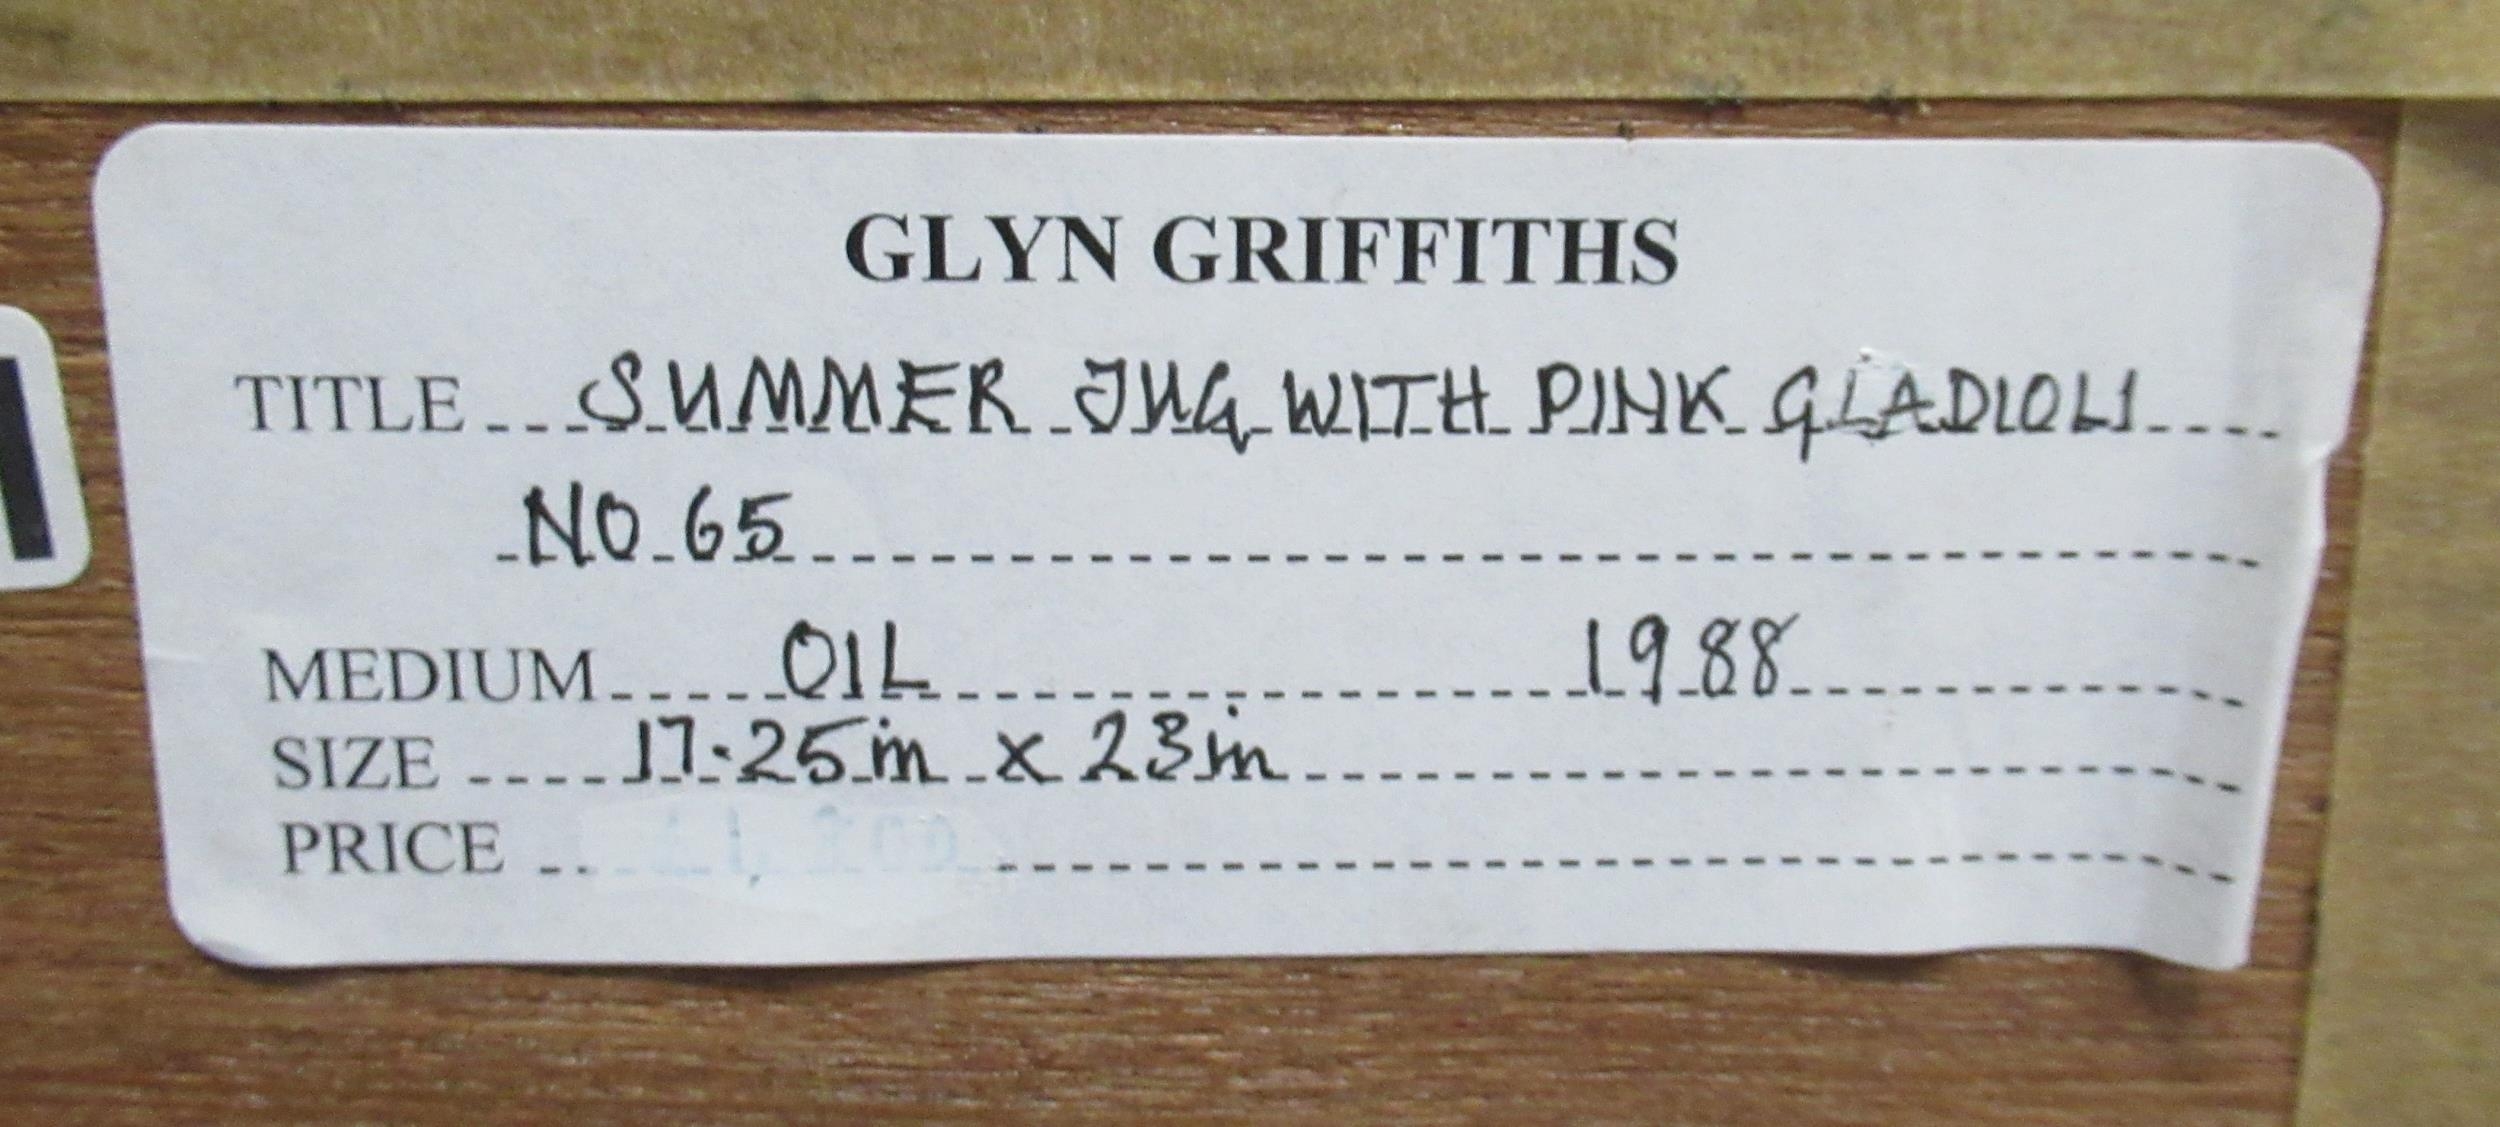 GLYN GRIFFITHS
TITLE SUMMER JUG WITH PINK GLADIOLI
NO 65
MEDIUM OIL 1988
SIZE 17.25in x 23in
PRICE